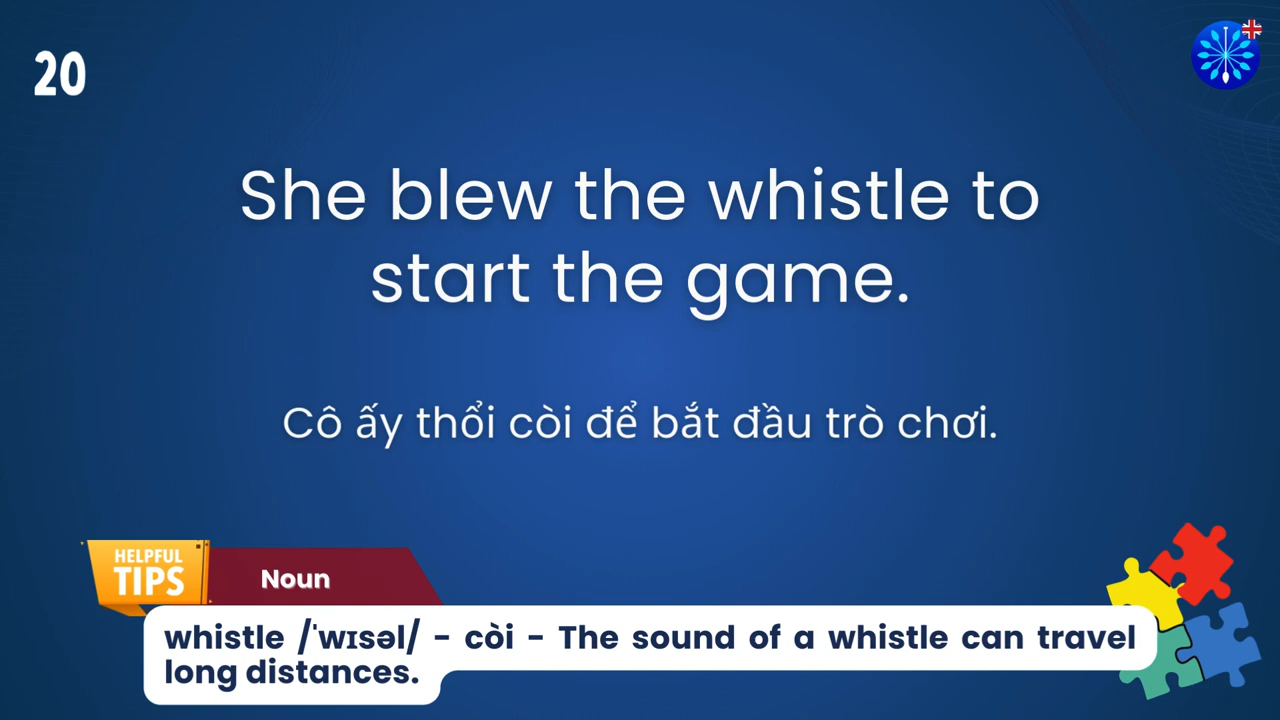 20
She blew the whistle to
start the game.
Cô ấy thổi còi để bắt đầu trò chơi.
HELPFUL
TIPS
Noun
whistle /ˈwɪsəl/ - còi - The sound of a whistle can travel
long distances.